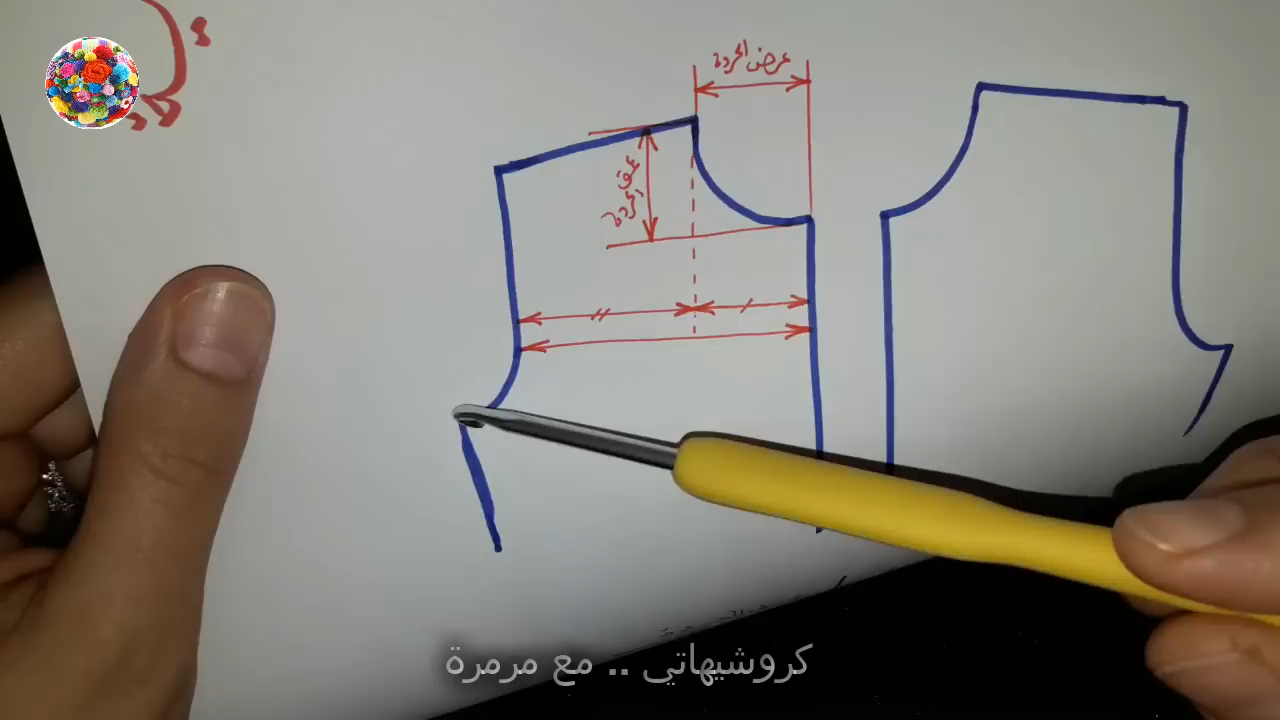 عرض الحردة
عمق
الحردة
كروشيهاتي .. مع مرمرة